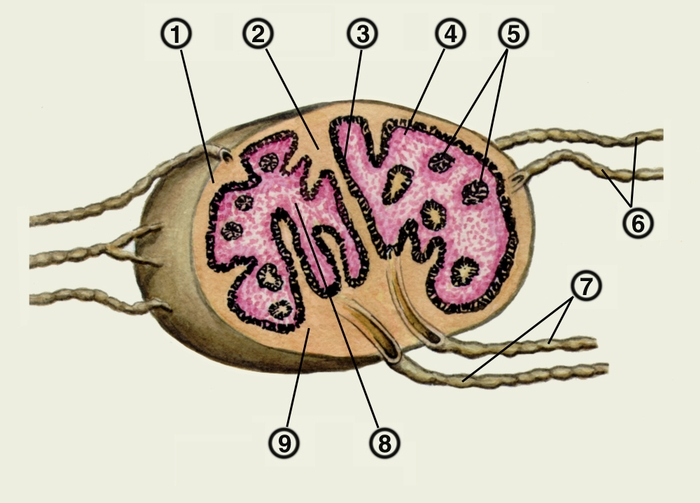 ① ② ③ ④ ⑤
⑥
⑦
⑨ ⑧